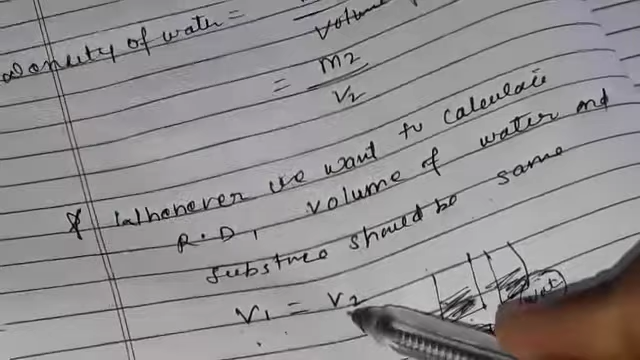 density of water =
volume
= m2
v2
* Whenever we want to calculate
R.D, volume of water and
substnce should be same
V1 = V2